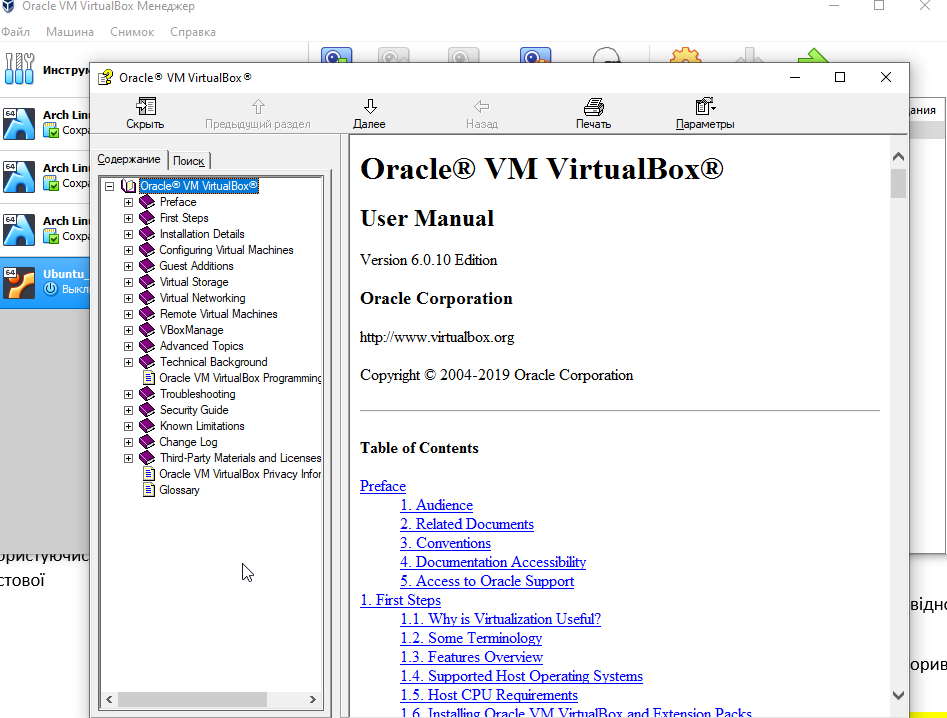 Oracle VM VirtualBox Менеджер
Файл Машина Снимок Справка
Инструм
64 Arch Linu
Сохра
64 Arch Linu
Сохра
64 Arch Linu
Сохра
64 Ubuntu_
Выкл
Oracle® VM VirtualBox®
Скрыть Предыдущий раздел Далее Назад Печать Параметры
Содержание Поиск
Oracle® VM VirtualBox®
Preface
First Steps
Installation Details
Configuring Virtual Machines
Guest Additions
Virtual Storage
Virtual Networking
Remote Virtual Machines
VBoxManage
Advanced Topics
Technical Background
Oracle VM VirtualBox Programming
Troubleshooting
Security Guide
Known Limitations
Change Log
Third-Party Materials and Licenses
Oracle VM VirtualBox Privacy Infor
Glossary
Oracle® VM VirtualBox®
User Manual
Version 6.0.10 Edition
Oracle Corporation
http://www.virtualbox.org
Copyright © 2004-2019 Oracle Corporation
Table of Contents
Preface
1. Audience
2. Related Documents
3. Conventions
4. Documentation Accessibility
5. Access to Oracle Support
1. First Steps
1.1. Why is Virtualization Useful?
1.2. Some Terminology
1.3. Features Overview
1.4. Supported Host Operating Systems
1.5. Host CPU Requirements
1.6. Installing Oracle VM VirtualBox and Extension Packs
ания
ористуючис
стової
відно
орив